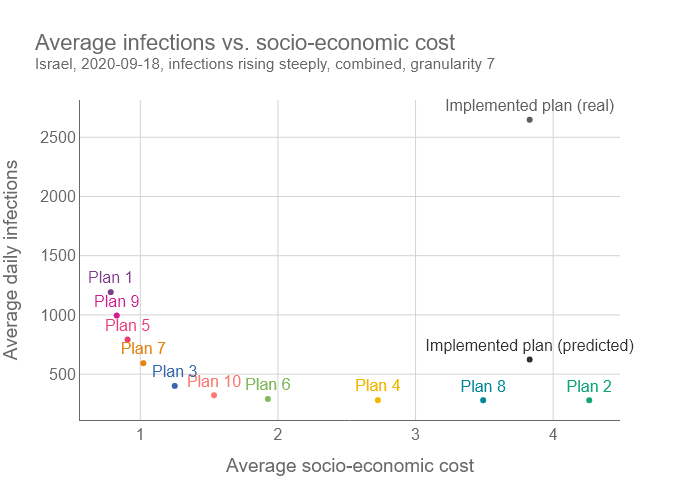 Average infections vs. socio-economic cost
Israel, 2020-09-18, infections rising steeply, combined, granularity 7
Implemented plan (real)
2500
2000
1500
1000
500
Average daily infections
Plan 1
Plan 9
Plan 5
Plan 7
Plan 3
Plan 10
Plan 6
Implemented plan (predicted)
Plan 4
Plan 8
Plan 2
1
2
3
4
Average socio-economic cost